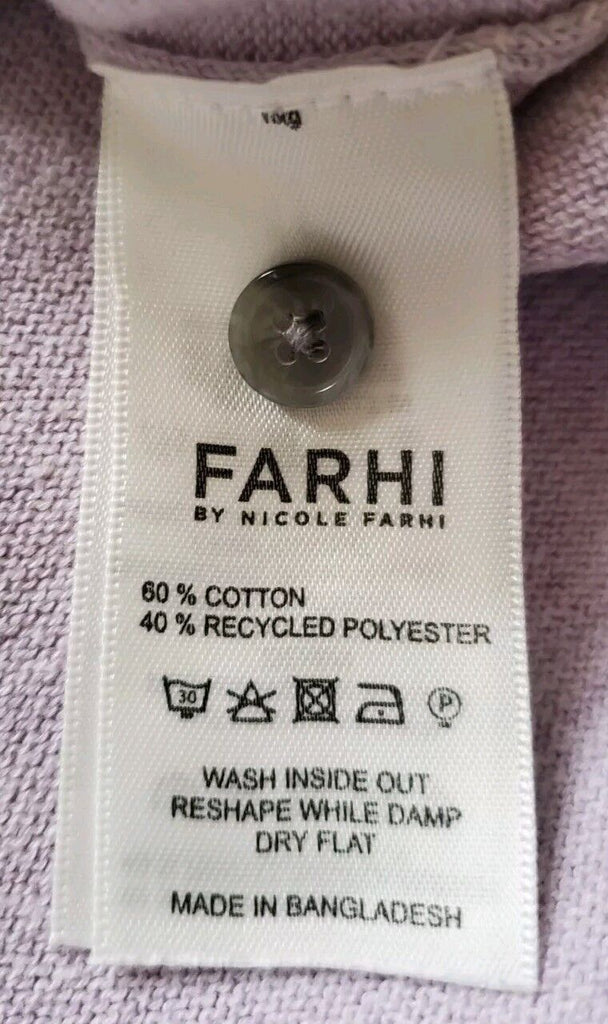 FARHI
BY NICOLE FARHI
60 % COTTON
40 % RECYCLED POLYESTER
30
P
WASH INSIDE OUT
RESHAPE WHILE DAMP
DRY FLAT
MADE IN BANGLADESH